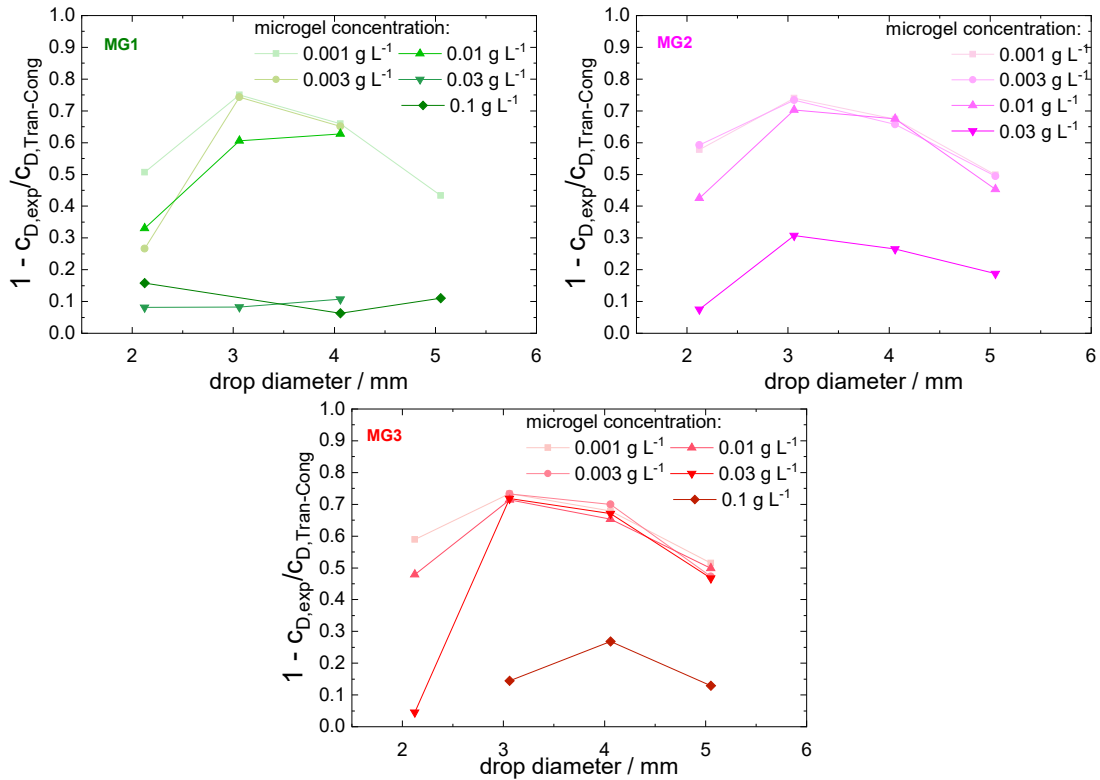 MG1
microgel concentration:
0.001 g L⁻¹
0.01 g L⁻¹
0.003 g L⁻¹
0.03 g L⁻¹
0.1 g L⁻¹
1.0
0.9
0.8
0.7
0.6
0.5
0.4
0.3
0.2
0.1
0.0
1 - c_D,exp/c_D,Tran-Cong
2 3 4 5 6
drop diameter / mm
MG2
microgel concentration:
0.001 g L⁻¹
0.003 g L⁻¹
0.01 g L⁻¹
0.03 g L⁻¹
1.0
0.9
0.8
0.7
0.6
0.5
0.4
0.3
0.2
0.1
0.0
1 - c_D,exp/c_D,Tran-Cong
2 3 4 5 6
drop diameter / mm
MG3
microgel concentration:
0.001 g L⁻¹
0.01 g L⁻¹
0.003 g L⁻¹
0.03 g L⁻¹
0.1 g L⁻¹
1.0
0.9
0.8
0.7
0.6
0.5
0.4
0.3
0.2
0.1
0.0
1 - c_D,exp/c_D,Tran-Cong
2 3 4 5 6
drop diameter / mm